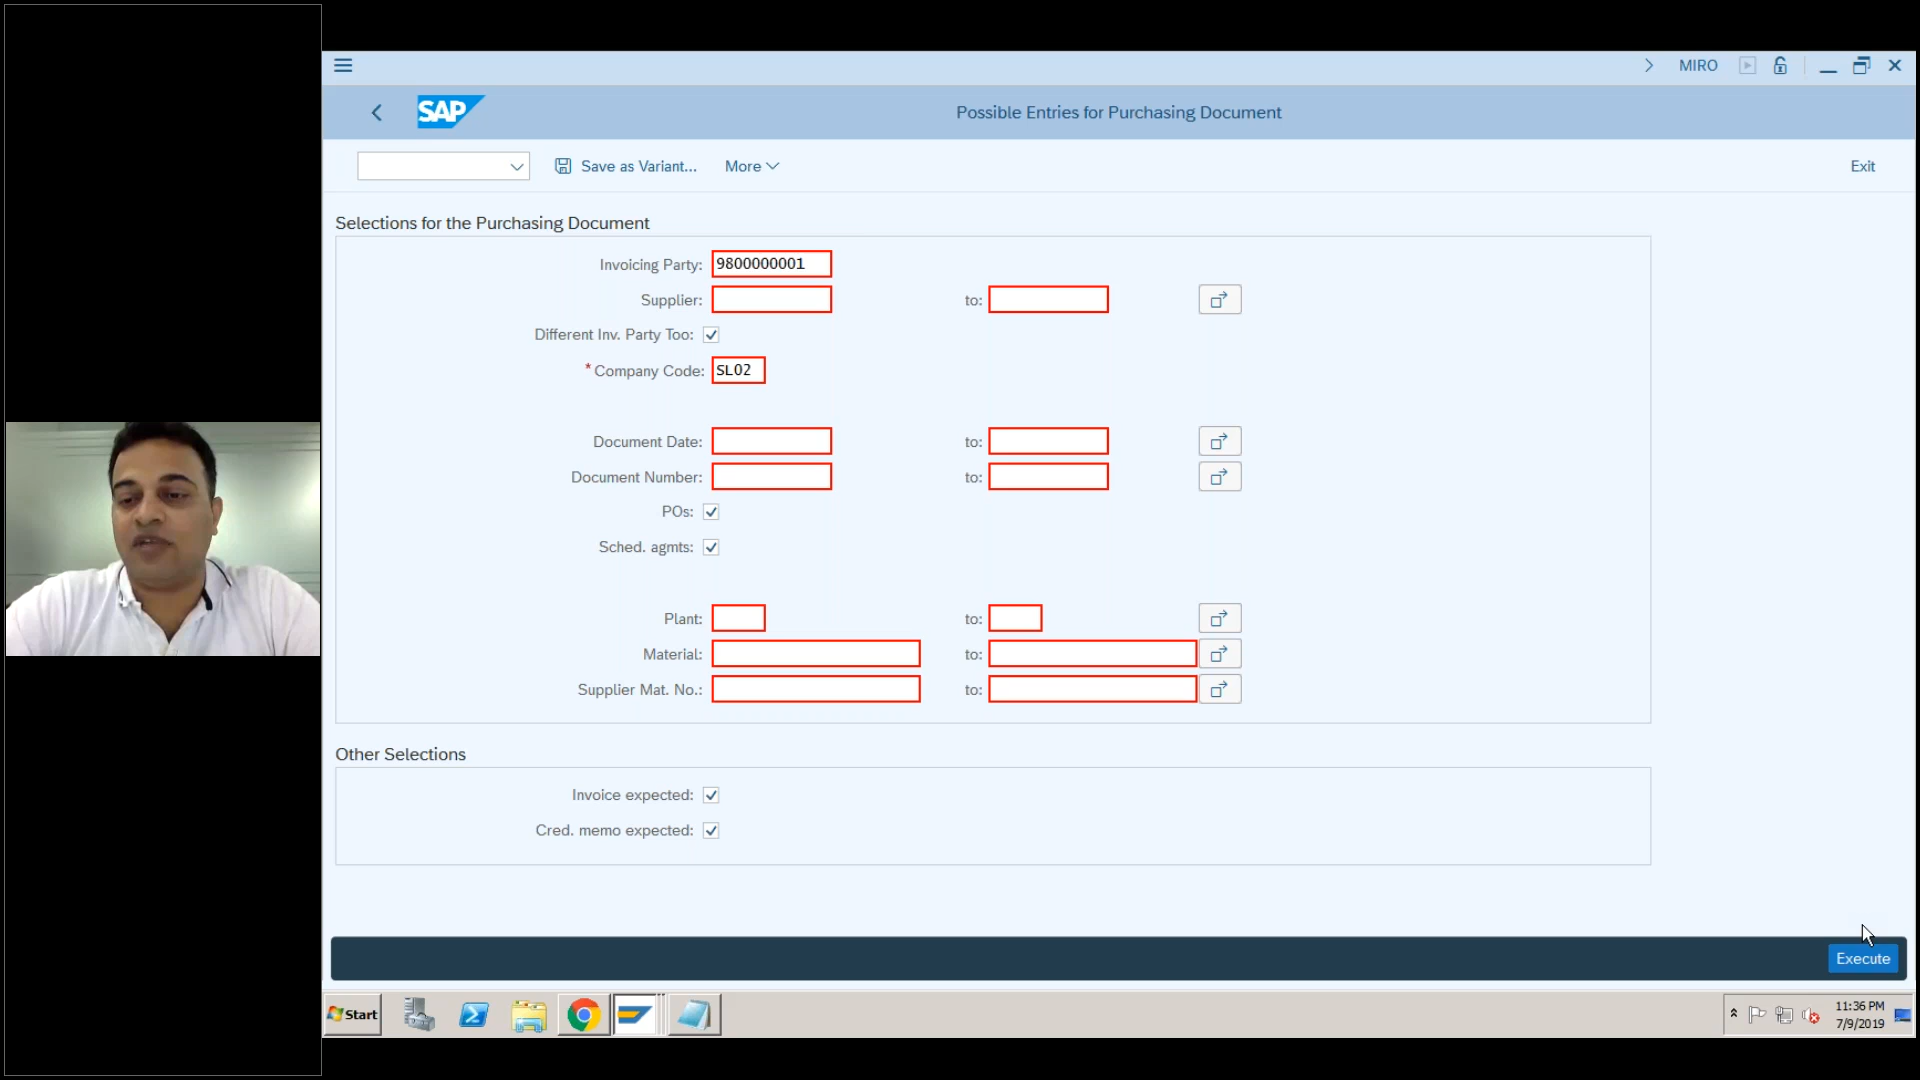 MIRO
SAP
Possible Entries for Purchasing Document
Save as Variant...
More
Exit
Selections for the Purchasing Document
Invoicing Party: 9800000001
Supplier: to:
Different Inv. Party Too:
* Company Code: SL02
Document Date: to:
Document Number: to:
POs:
Sched. agmts:
Plant: to:
Material: to:
Supplier Mat. No.: to:
Other Selections
Invoice expected:
Cred. memo expected:
Execute
Start
11:36 PM
7/9/2019